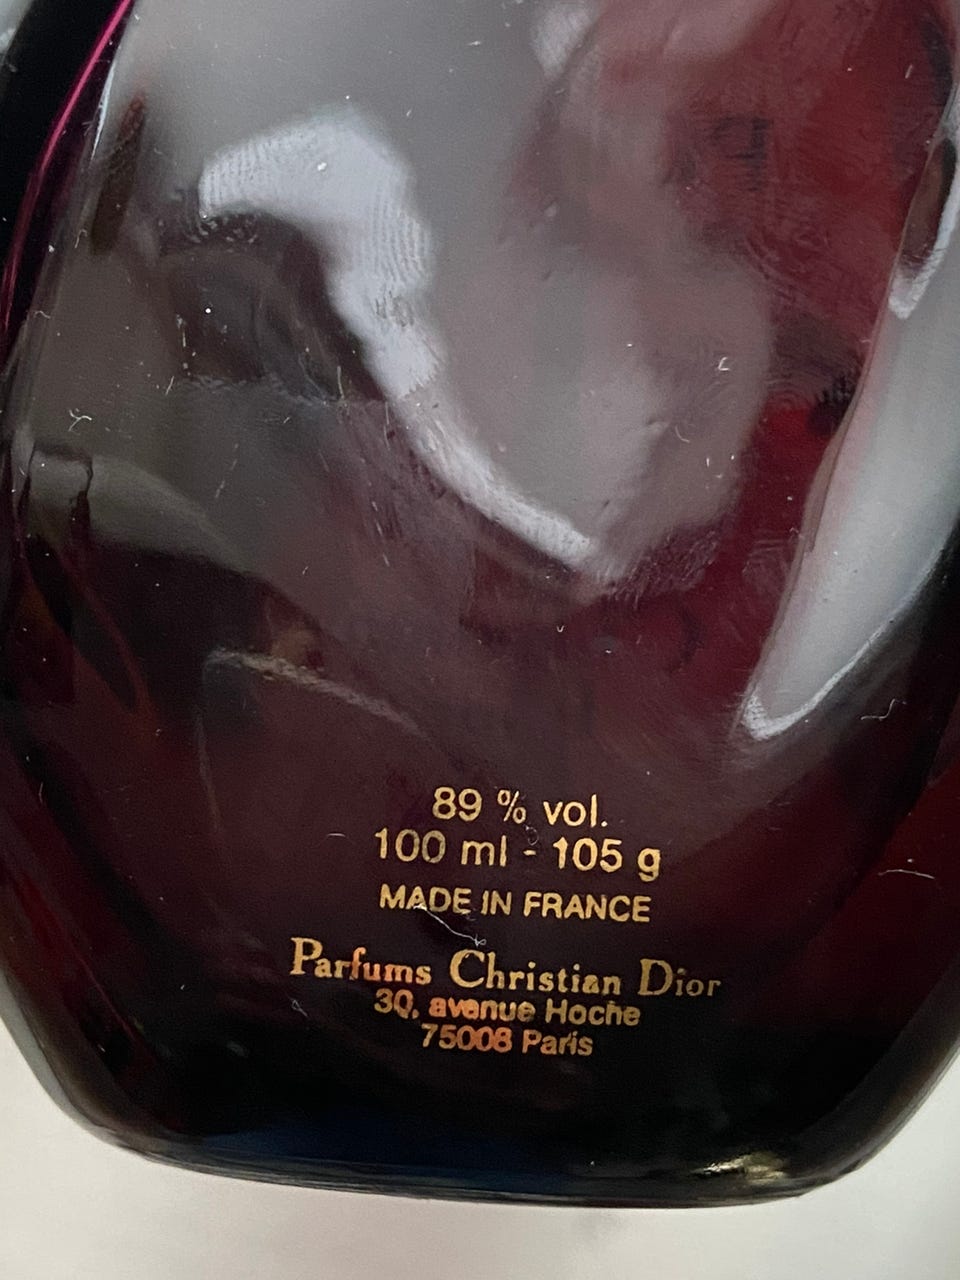 89 % vol.
100 ml - 105 g
MADE IN FRANCE
Parfums Christian Dior
30, avenue Hoche
75008 Paris